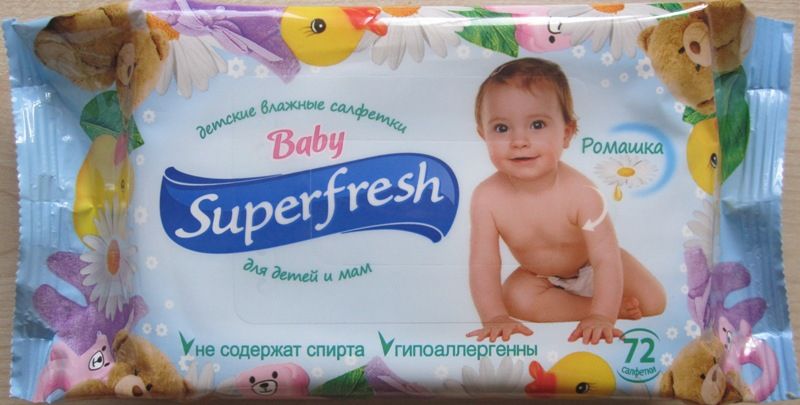 детские влажные салфетки
Baby
Superfresh
для детей и мам
Ромашка
не содержат спирта
гипоаллергенны
72
салфетки